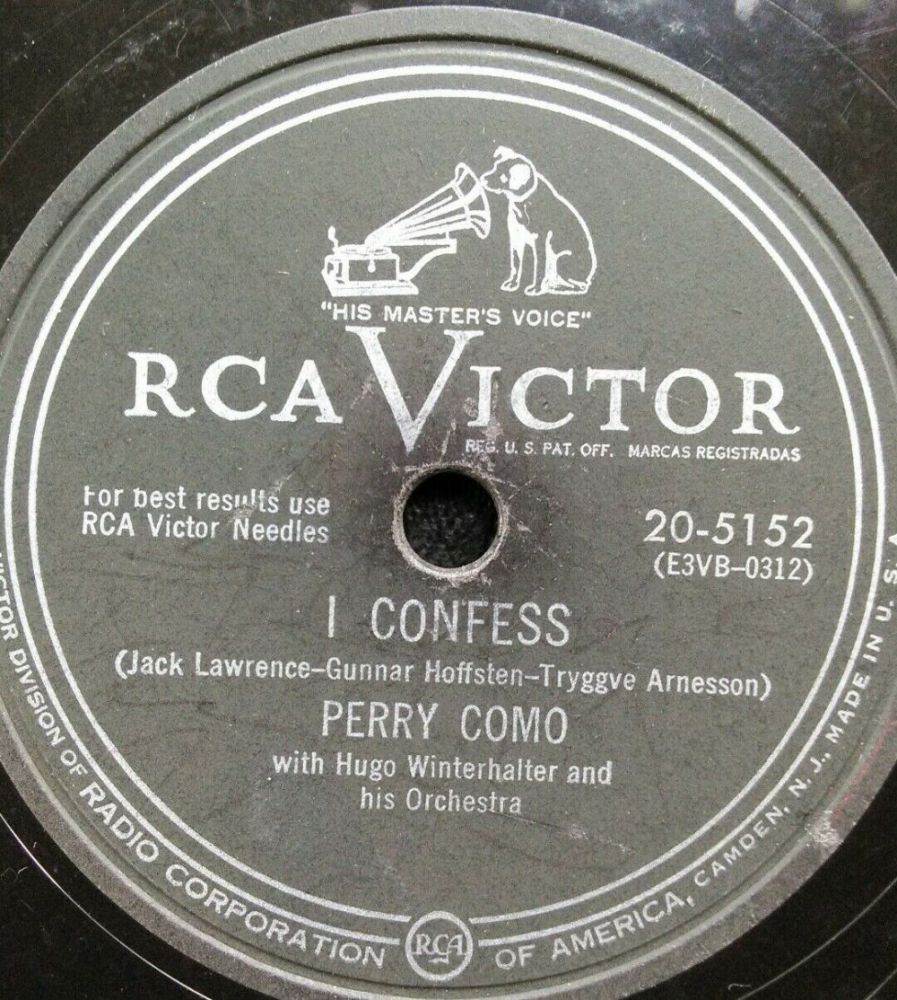 "HIS MASTER'S VOICE"
RCA VICTOR
REG. U. S. PAT. OFF. MARCAS REGISTRADAS
For best results use
RCA Victor Needles
20-5152
(E3VB-0312)
I CONFESS
(Jack Lawrence-Gunnar Hoffsten-Tryggve Arnesson)
PERRY COMO
with Hugo Winterhalter and
his Orchestra
VICTOR DIVISION OF RADIO CORPORATION RCA OF AMERICA, CAMDEN, N. J., MADE IN U. S. A.